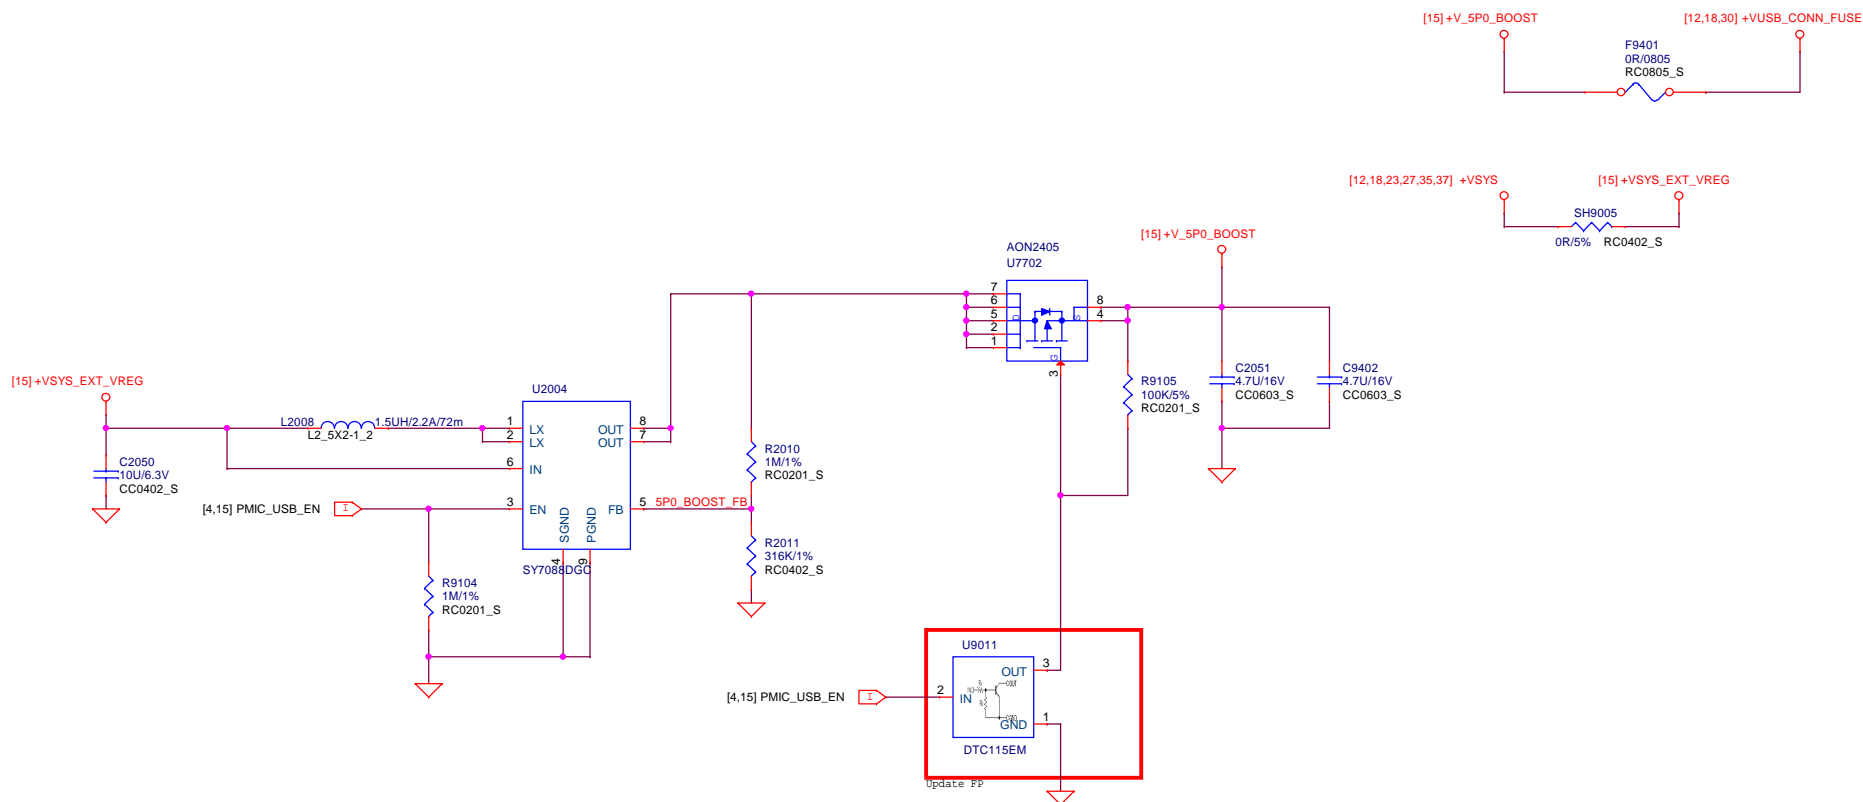 [15] +V_5P0_BOOST
[12,18,30] +VUSB_CONN_FUSE
F9401
0R/0805
RC0805_S
[12,18,23,27,35,37] +VSYS
[15] +VSYS_EXT_VREG
SH9005
0R/5% RC0402_S
[15] +V_5P0_BOOST
AON2405
U7702
7
6
5
2
1
D
S
G
8
4
3
R9105
100K/5%
RC0201_S
C2051
4.7U/16V
CC0603_S
C9402
4.7U/16V
CC0603_S
[15] +VSYS_EXT_VREG
L2008 1.5UH/2.2A/72m
L2_5X2-1_2
C2050
10U/6.3V
CC0402_S
U2004
1 LX
2 LX
6 IN
3 EN
OUT 8
OUT 7
FB 5
SGND
PGND
4
9
SY7088DGC
5P0_BOOST_FB
[4,15] PMIC_USB_EN
I
R9104
1M/1%
RC0201_S
R2010
1M/1%
RC0201_S
R2011
316K/1%
RC0402_S
U9011
OUT 3
2 IN
GND 1
DTC115EM
[4,15] PMIC_USB_EN
I
Update FP